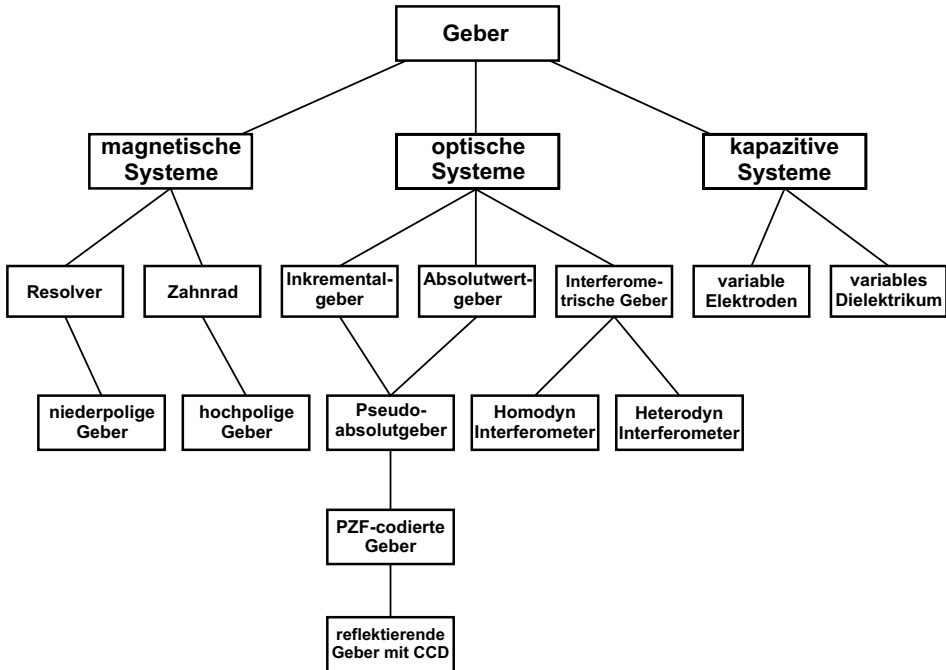 Geber
magnetische
Systeme
optische
Systeme
kapazitive
Systeme
Resolver
Zahnrad
Inkremental-
geber
Absolutwert-
geber
Interferome-
trische Geber
variable
Elektroden
variables
Dielektrikum
niederpolige
Geber
hochpolige
Geber
Pseudo-
absolutgeber
Homodyn
Interferometer
Heterodyn
Interferometer
PZF-codierte
Geber
reflektierende
Geber mit CCD